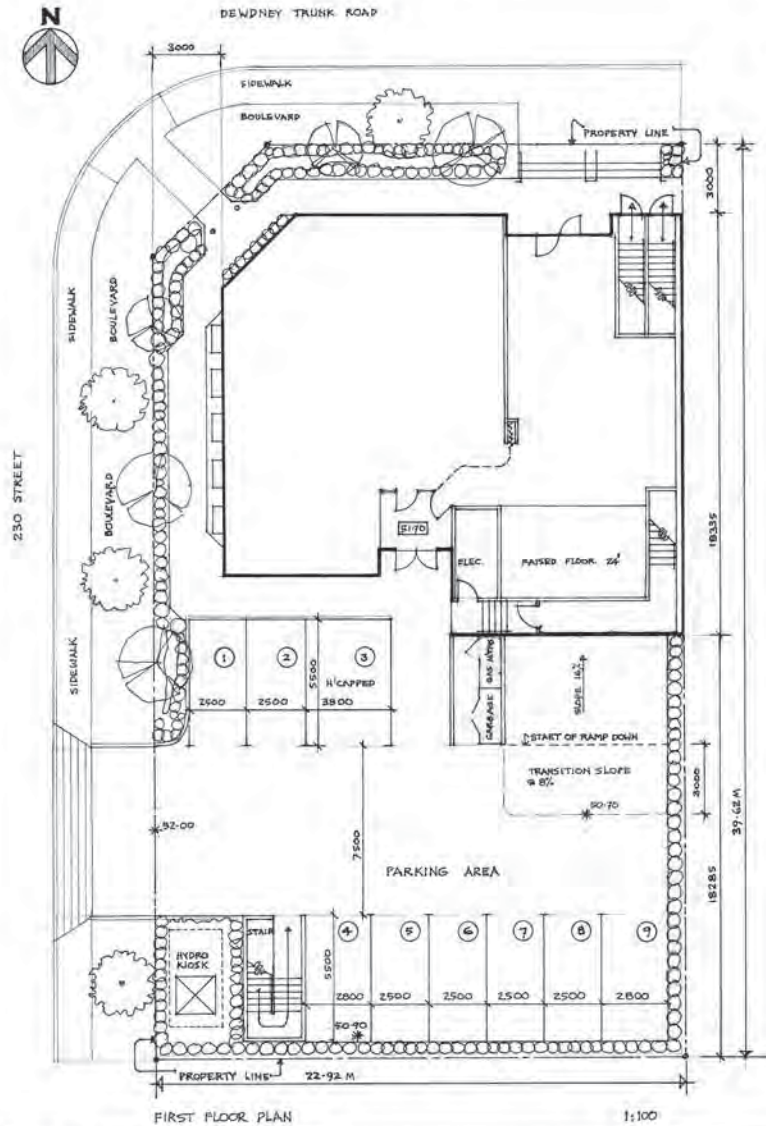 N
DEWDNEY TRUNK ROAD
3000
SIDEWALK
BOULEVARD
PROPERTY LINE
3000
SIDEWALK
BOULEVARD
230 STREET
BOULEVARD
SIDEWALK
51.70
ELEC.
RAISED FLOOR 24"
18335
1
2
3
H'CAPPED
5500
2500
2500
3800
GARBAGE
GAS MTRS
SLOPE 16%
START OF RAMP DOWN
TRANSITION SLOPE
@ 8%
3000
50.70
52.00
7500
PARKING AREA
39.62 M
18285
HYDRO
KIOSK
STAIR
5500
4
5
6
7
8
9
2800
2500
2500
2500
2500
2800
50.90
PROPERTY LINE
22.92 M
FIRST FLOOR PLAN
1:100